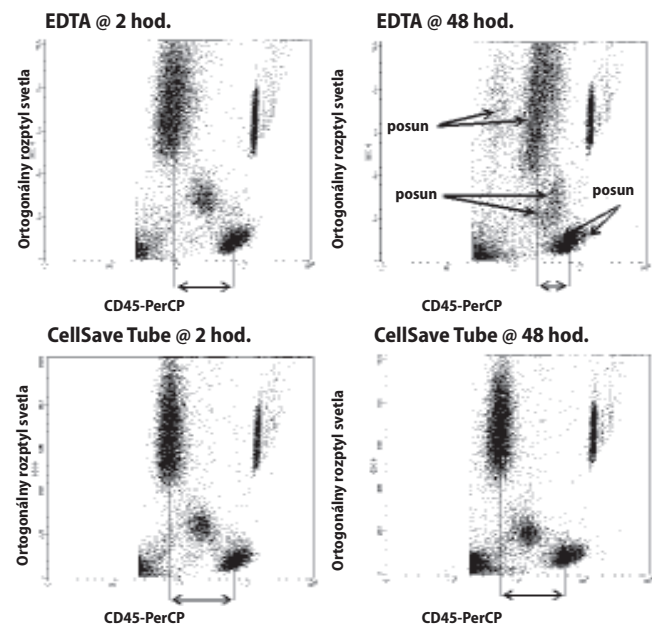 EDTA @ 2 hod.
EDTA @ 48 hod.
Ortogonálny rozptyl svetla
Ortogonálny rozptyl svetla
posun
posun
posun
CD45-PerCP
CD45-PerCP
CellSave Tube @ 2 hod.
CellSave Tube @ 48 hod.
Ortogonálny rozptyl svetla
Ortogonálny rozptyl svetla
CD45-PerCP
CD45-PerCP